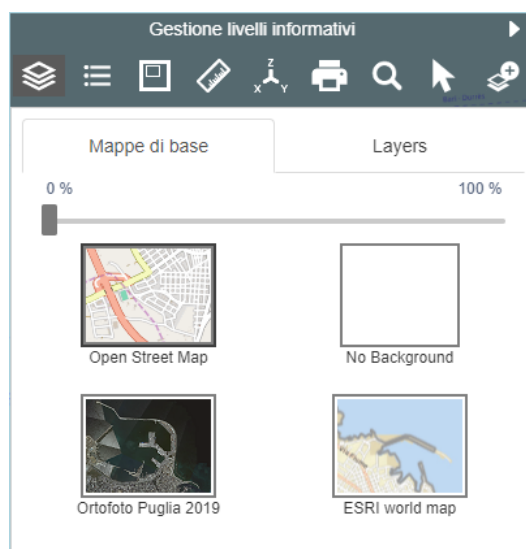 Gestione livelli informativi
Z
X Y
Mappe di base
Layers
0 %
100 %
Open Street Map
No Background
Ortofoto Puglia 2019
ESRI world map